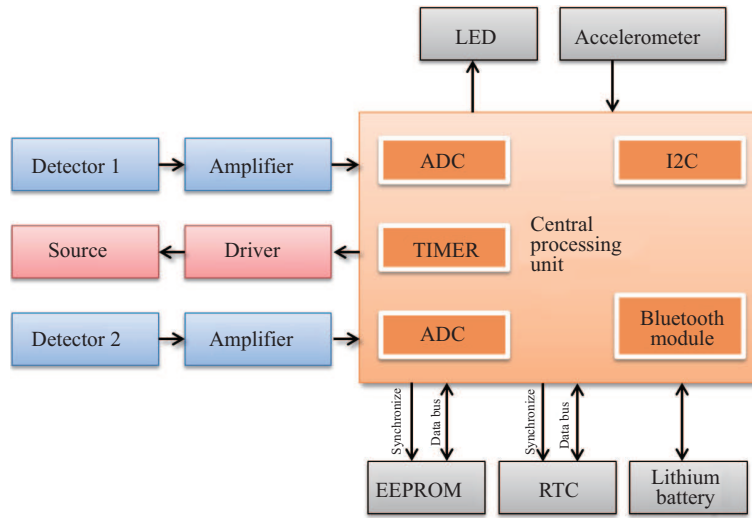 LED
Accelerometer
Detector 1
Amplifier
ADC
I2C
Source
Driver
TIMER
Central
processing
unit
Detector 2
Amplifier
ADC
Bluetooth
module
Synchronize
Data bus
Synchronize
Data bus
EEPROM
RTC
Lithium
battery